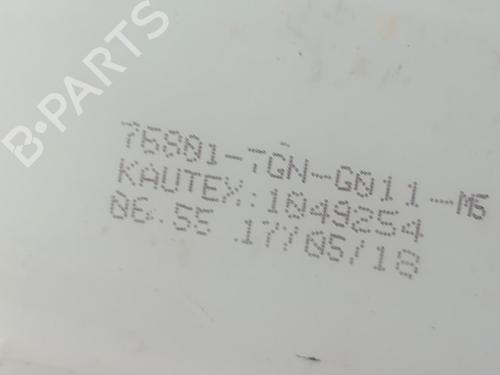 B-PARTS
76801-TGN-G011-M5
KAUTEX:1049254
06.55 17/05/18